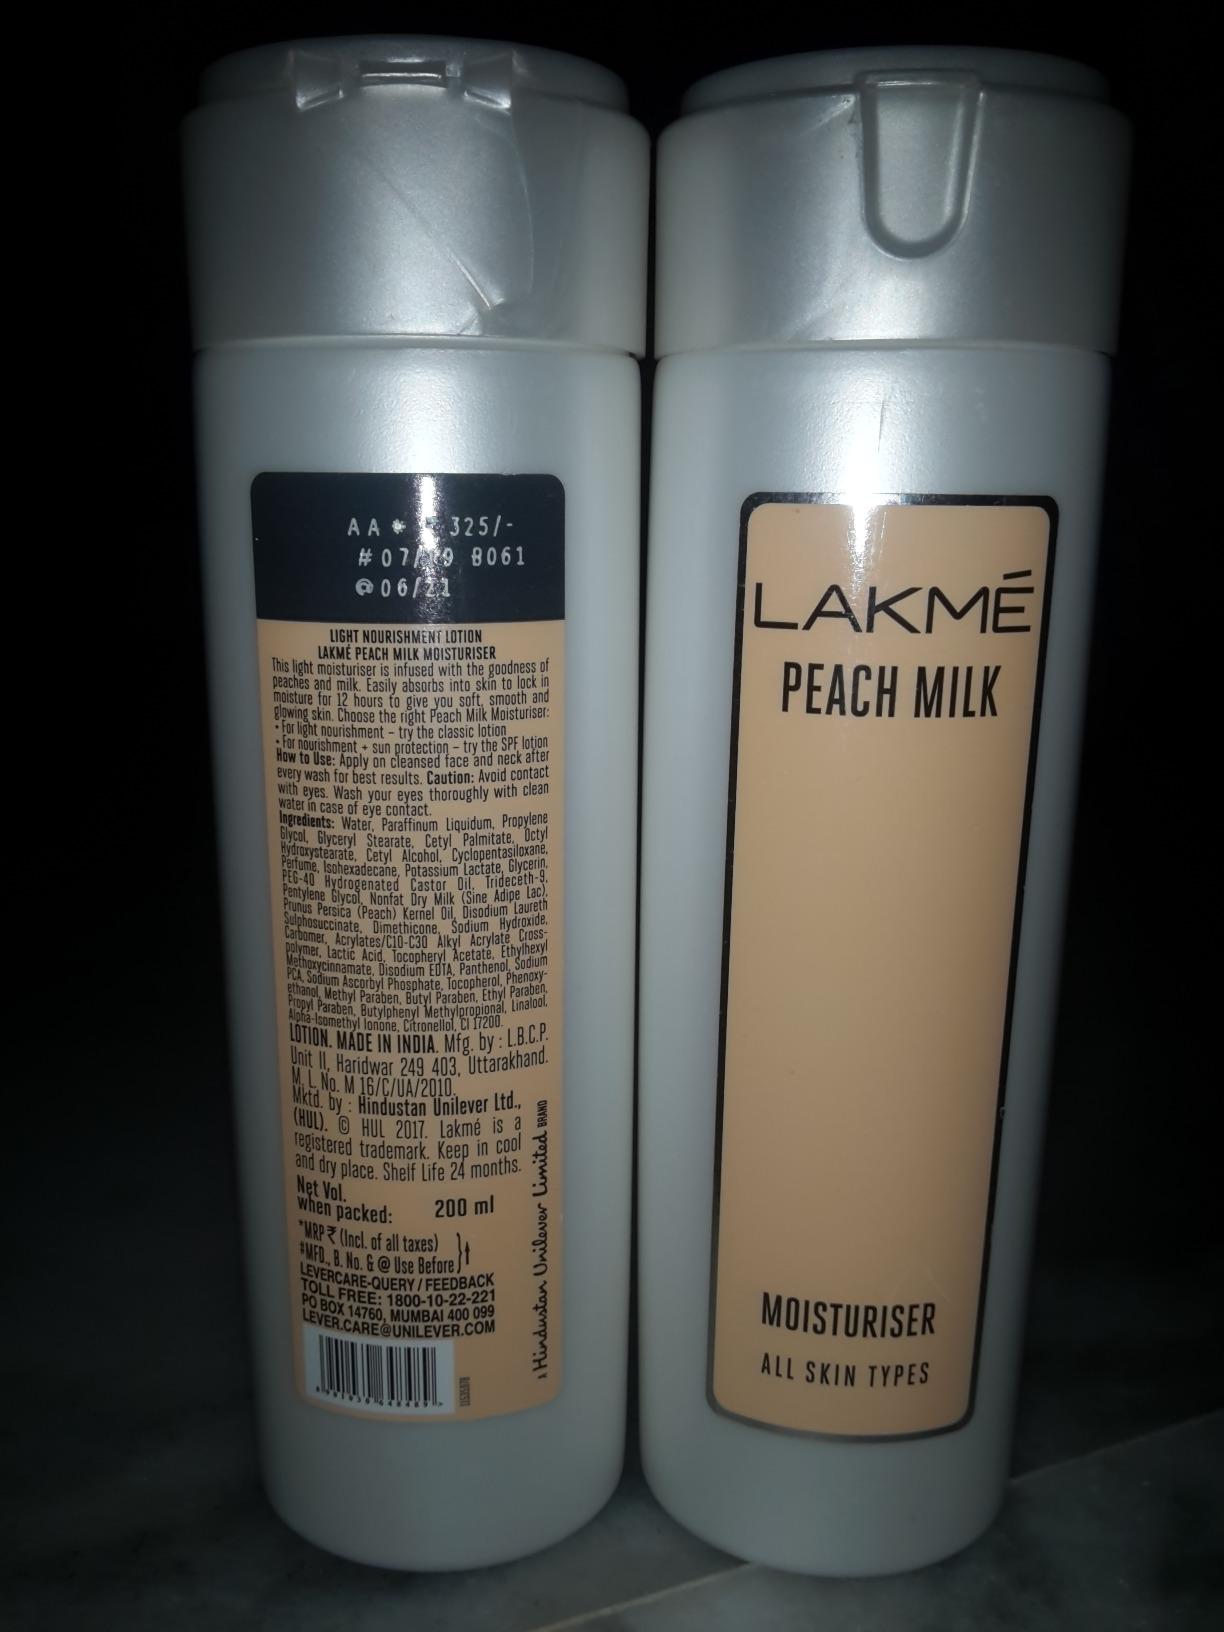 AA * 325/-
#07/19 B061
@06/21
LIGHT NOURISHMENT LOTION
LAKMÉ PEACH MILK MOISTURISER
This light moisturiser is infused with the goodness of
peaches and milk. Easily absorbs into skin to lock in
moisture for 12 hours to give you soft, smooth and
glowing skin. Choose the right Peach Milk Moisturiser:
• For light nourishment – try the classic lotion
• For nourishment + sun protection – try the SPF lotion
How to Use: Apply on cleansed face and neck after
every wash for best results. Caution: Avoid contact
with eyes. Wash your eyes thoroughly with clean
water in case of eye contact.
Ingredients: Water, Paraffinum Liquidum, Propylene
Glycol, Glyceryl Stearate, Cetyl Palmitate, Octyl
Hydroxystearate, Cetyl Alcohol, Cyclopentasiloxane,
Perfume, Isohexadecane, Potassium Lactate, Glycerin,
PEG-40 Hydrogenated Castor Oil, Trideceth-9,
Pentylene Glycol, Nonfat Dry Milk (Sine Adipe Lac),
Prunus Persica (Peach) Kernel Oil, Disodium Laureth
Sulphosuccinate, Dimethicone, Sodium Hydroxide,
Carbomer, Acrylates/C10-C30 Alkyl Acrylate Cross-
polymer, Lactic Acid, Tocopheryl Acetate, Ethylhexyl
Methoxycinnamate, Disodium EDTA, Panthenol, Sodium
PCA, Sodium Ascorbyl Phosphate, Tocopherol, Phenoxy-
ethanol, Methyl Paraben, Butyl Paraben, Ethyl Paraben,
Propyl Paraben, Butylphenyl Methylpropional, Linalool,
Alpha-Isomethyl Ionone, Citronellol, CI 17200.
LOTION. MADE IN INDIA. Mfg. by : L.B.C.P.
Unit II, Haridwar 249 403, Uttarakhand.
M. L. No. M 16/C/UA/2010.
Mktd. by : Hindustan Unilever Ltd.,
(HUL). © HUL 2017. Lakmé is a
registered trademark. Keep in cool
and dry place. Shelf Life 24 months.
Net Vol.
when packed: 200 ml
*MRP ₹ (Incl. of all taxes)
#MFD., B. No. & @ Use Before
LEVERCARE-QUERY / FEEDBACK
TOLL FREE: 1800-10-22-221
PO BOX 14760, MUMBAI 400 099
LEVER.CARE@UNILEVER.COM
A Hindustan Unilever Limited BRAND
LAKMÉ
PEACH MILK
MOISTURISER
ALL SKIN TYPES